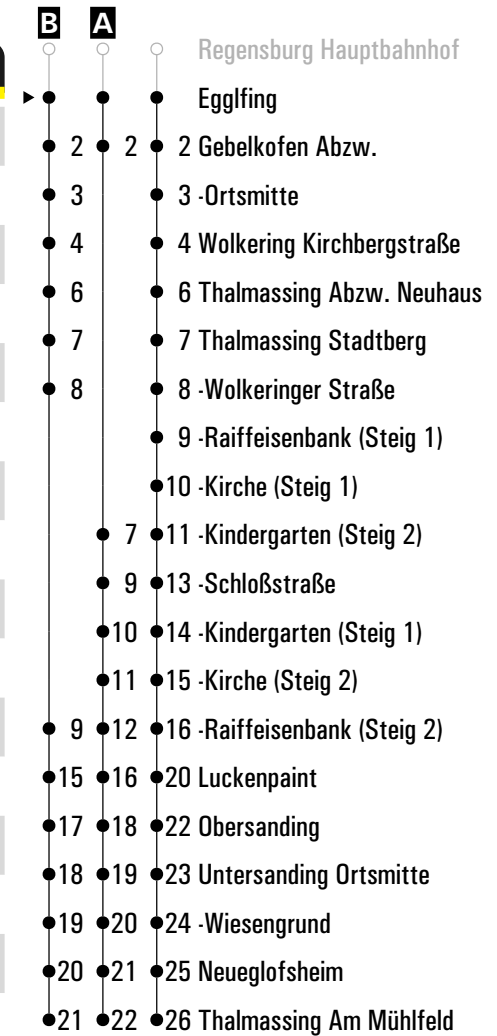 B A
Regensburg Hauptbahnhof
Egglfing
2 2 2 Gebelkofen Abzw.
3 3 -Ortsmitte
4 4 Wolkering Kirchbergstraße
6 6 Thalmassing Abzw. Neuhaus
7 7 Thalmassing Stadtberg
8 8 -Wolkeringer Straße
9 -Raiffeisenbank (Steig 1)
10 -Kirche (Steig 1)
7 11 -Kindergarten (Steig 2)
9 13 -Schloßstraße
10 14 -Kindergarten (Steig 1)
11 15 -Kirche (Steig 2)
9 12 16 -Raiffeisenbank (Steig 2)
15 16 20 Luckenpaint
17 18 22 Obersanding
18 19 23 Untersanding Ortsmitte
19 20 24 -Wiesengrund
20 21 25 Neueglofsheim
21 22 26 Thalmassing Am Mühlfeld